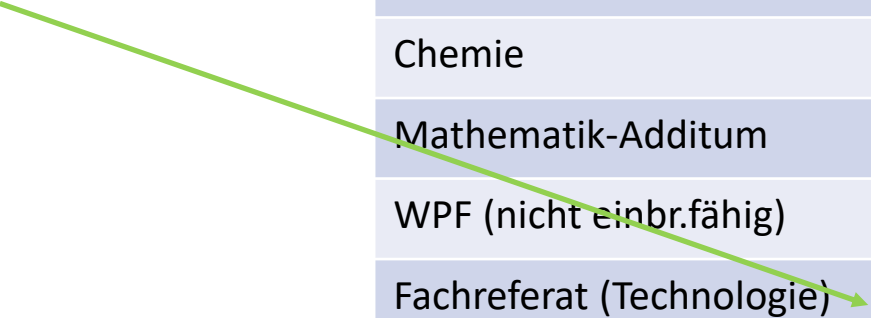 Chemie
Mathematik-Additum
WPF (nicht einbr.fähig)
Fachreferat (Technologie)